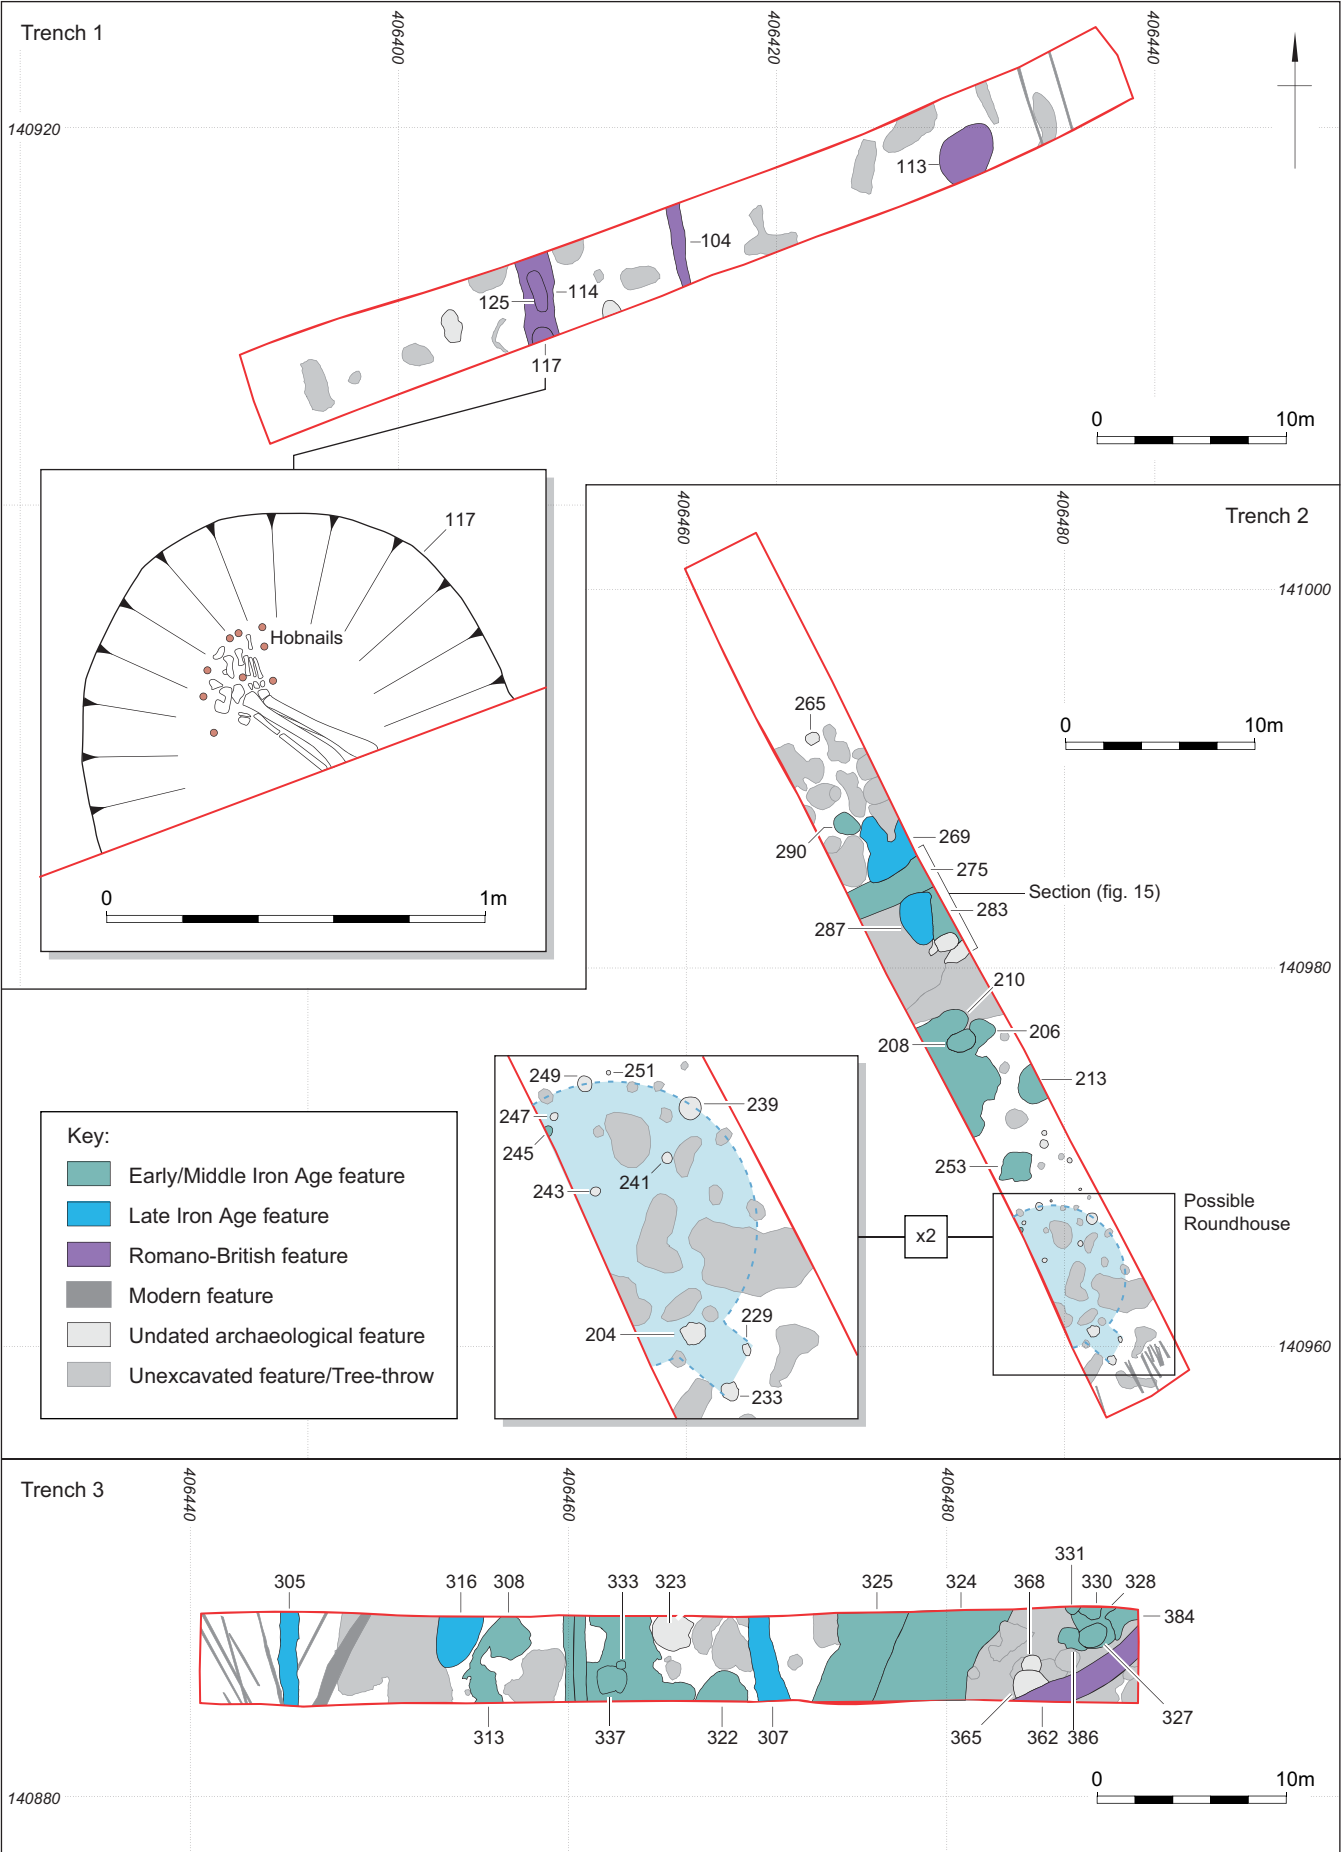 Trench 1
406400
406420
406440
140920
113
104
125
114
117
0 10m
117
Hobnails
0 1m
Trench 2
406460
406480
141000
265
0 10m
290
269
275
Section (fig. 15)
283
287
140980
210
206
208
213
253
Possible
Roundhouse
x2
249
251
247
239
245
241
243
204
229
233
140960
Key:
Early/Middle Iron Age feature
Late Iron Age feature
Romano-British feature
Modern feature
Undated archaeological feature
Unexcavated feature/Tree-throw
Trench 3
406440
406460
406480
331
305 316 308 333 323 325 324 368 330 328
384
327
313 337 322 307 365 362 386
0 10m
140880